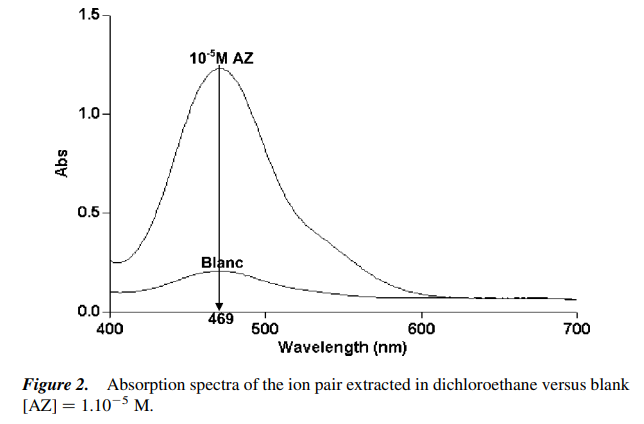 1.5
10⁻⁵M AZ
1.0
Abs
0.5
Blanc
0.0
469
400 500 600 700
Wavelength (nm)
Figure 2. Absorption spectra of the ion pair extracted in dichloroethane versus blank
[AZ] = 1.10⁻⁵ M.